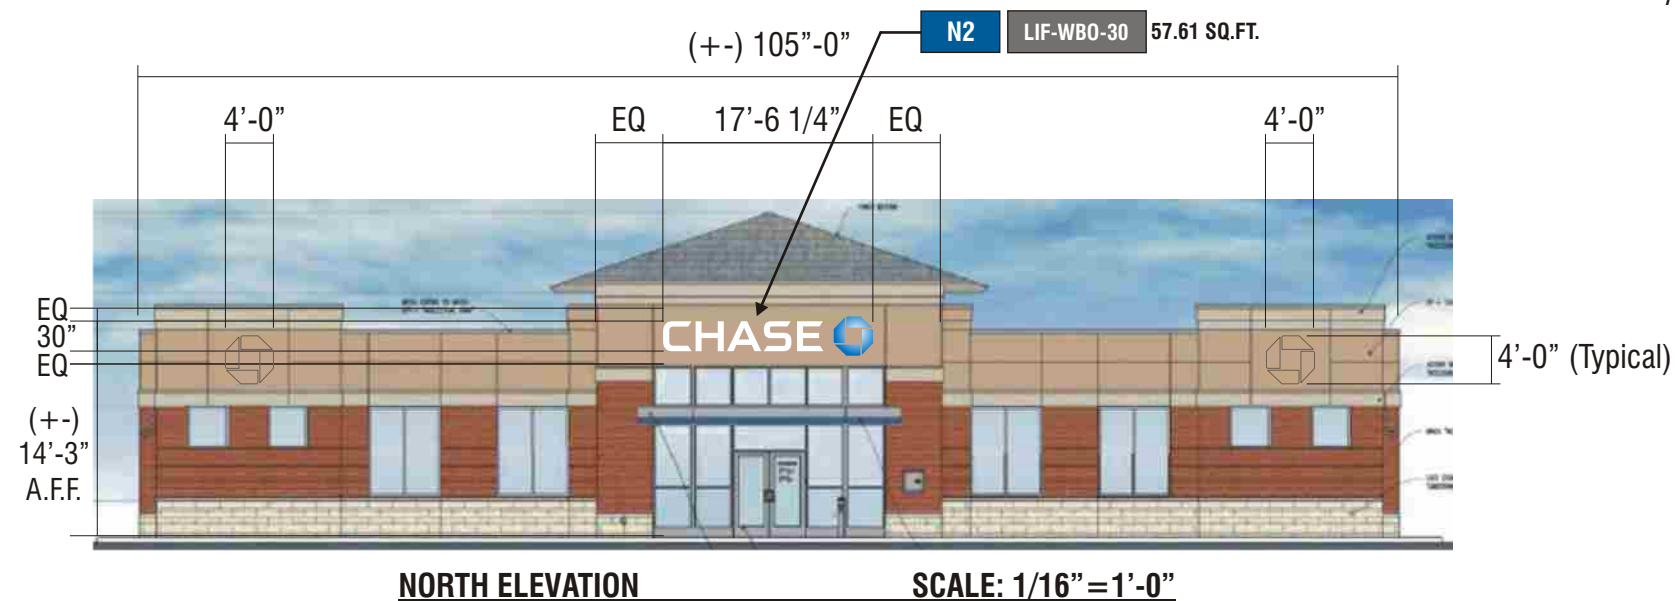 N2 LIF-WBO-30 57.61 SQ.FT.
(+-) 105”-0”
4’-0” EQ 17’-6 1/4” EQ 4’-0”
EQ
30”
EQ
CHASE
4’-0” (Typical)
(+-)
14’-3”
A.F.F.
NORTH ELEVATION SCALE: 1/16”=1’-0”